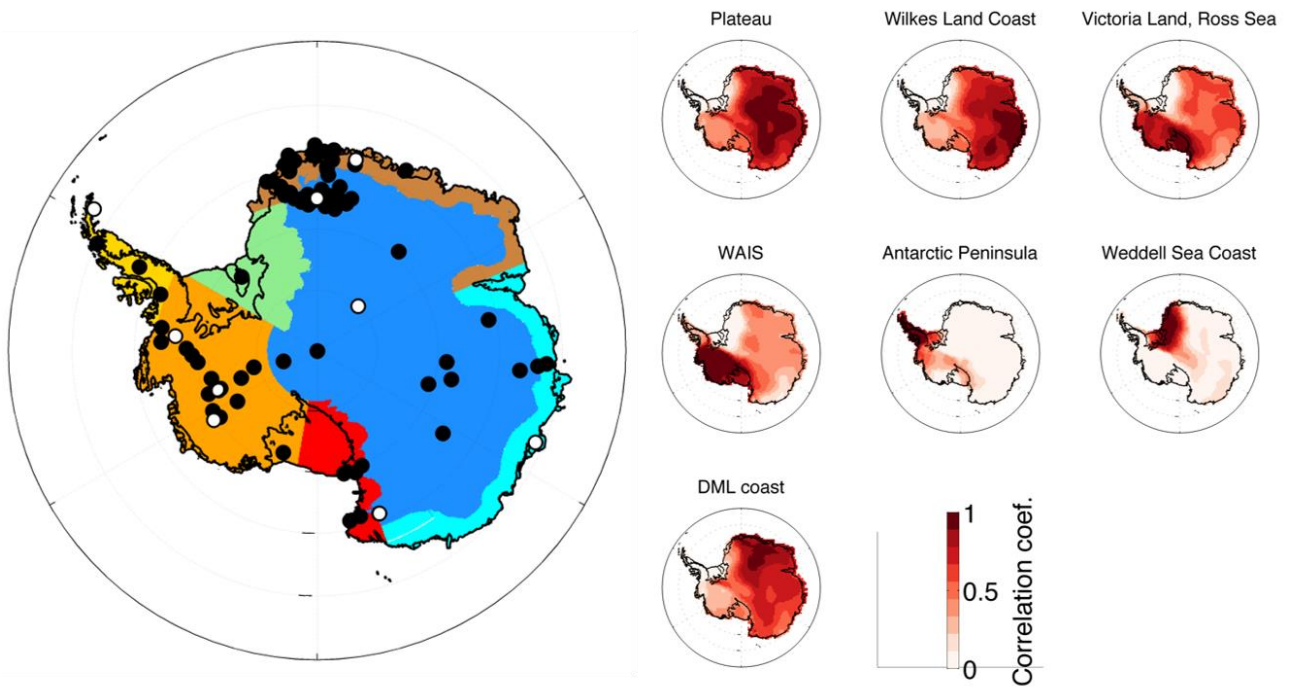 Plateau
Wilkes Land Coast
Victoria Land, Ross Sea
WAIS
Antarctic Peninsula
Weddell Sea Coast
DML coast
1
0.5
0
Correlation coef.